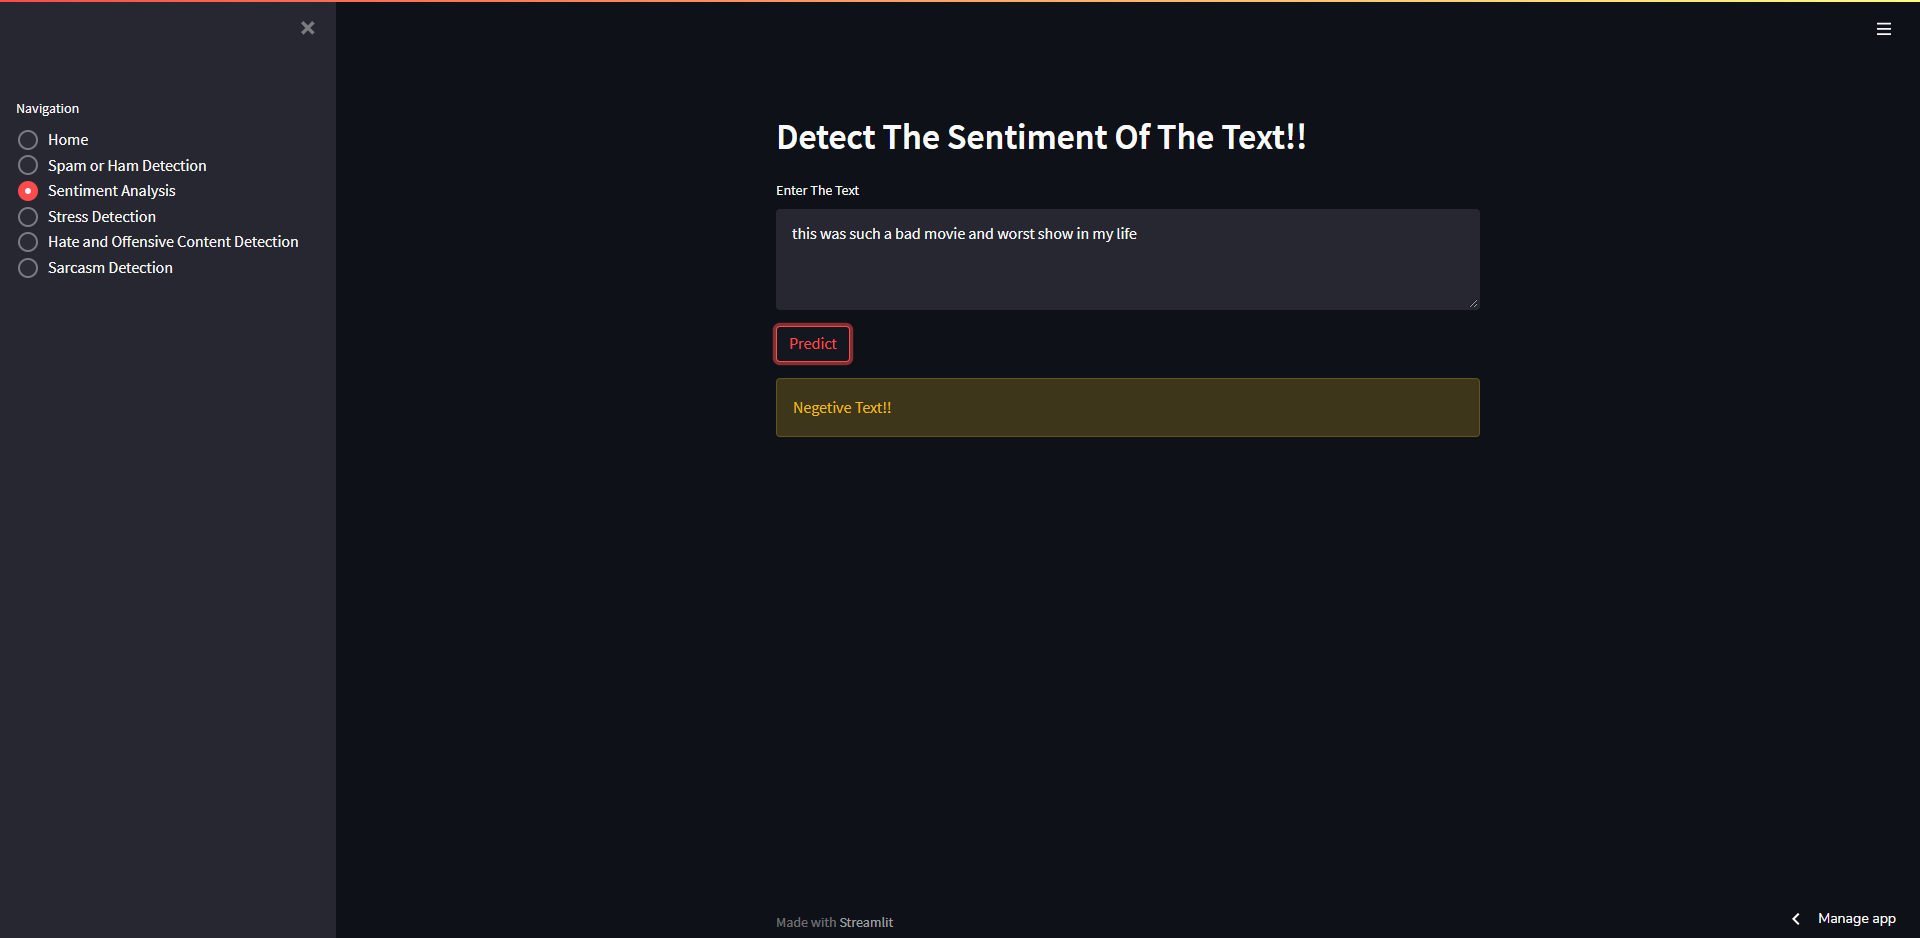 Navigation
Home
Spam or Ham Detection
Sentiment Analysis
Stress Detection
Hate and Offensive Content Detection
Sarcasm Detection
Detect The Sentiment Of The Text!!
Enter The Text
this was such a bad movie and worst show in my life
Predict
Negetive Text!!
Made with Streamlit
Manage app